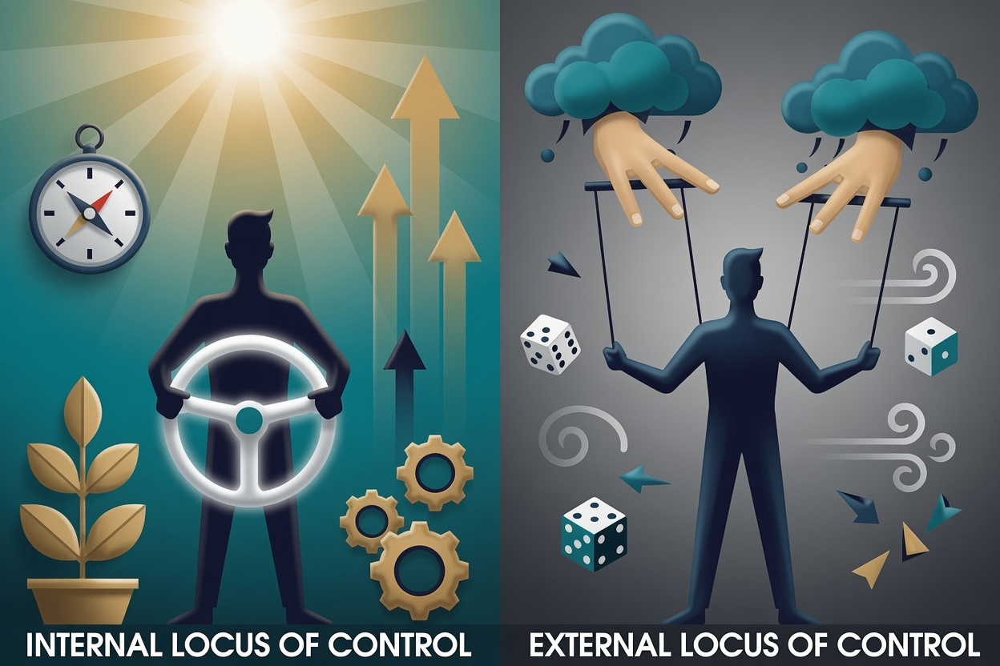 INTERNAL LOCUS OF CONTROL
EXTERNAL LOCUS OF CONTROL